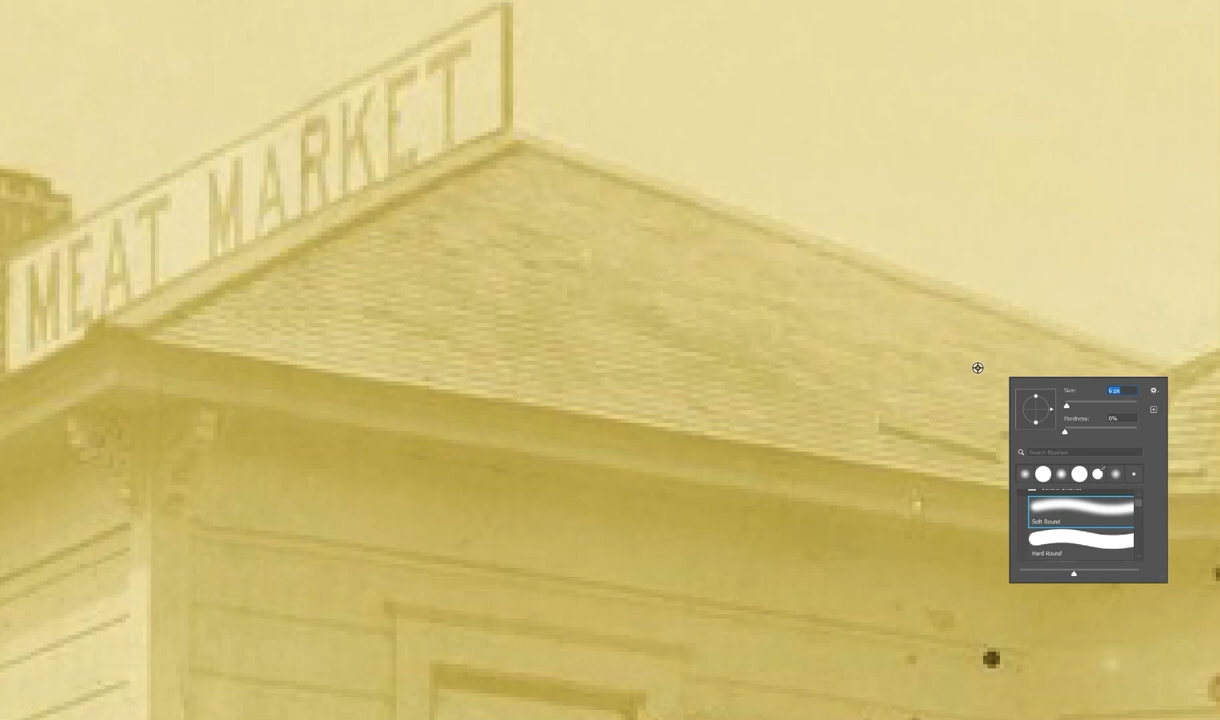 MEAT MARKET
Size:
6 px
Hardness:
0%
Search Brushes
Soft Round
Hard Round